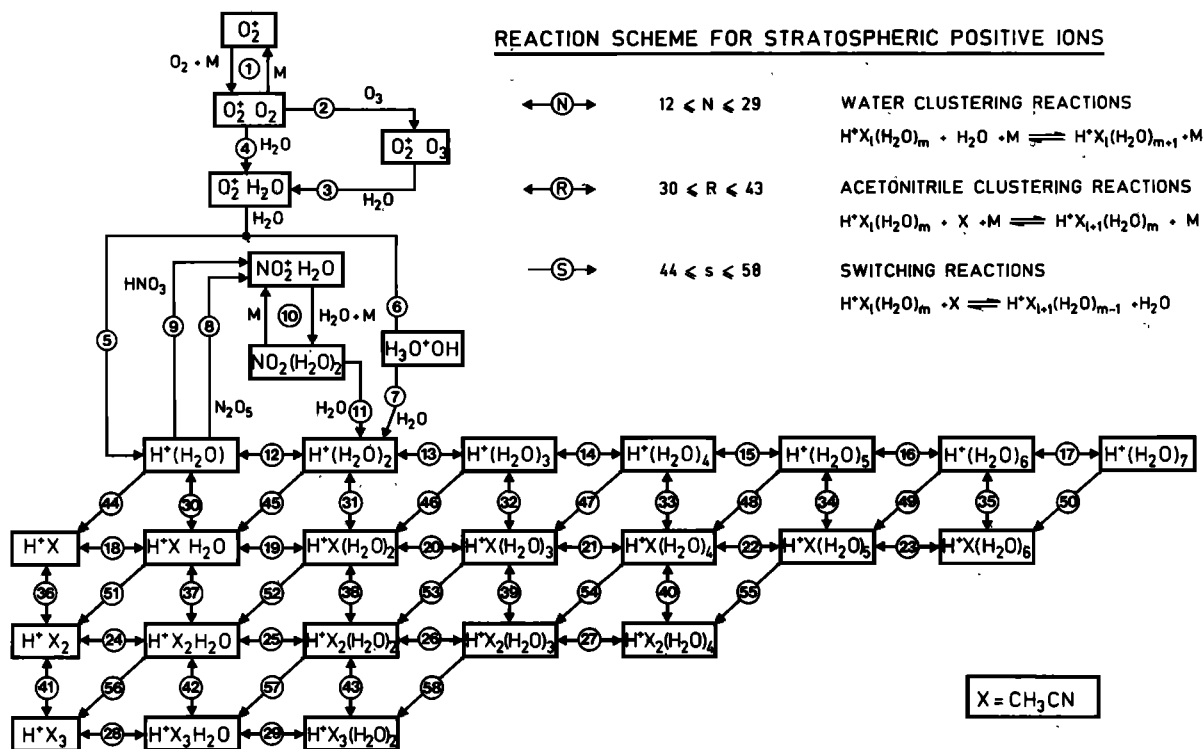 REACTION SCHEME FOR STRATOSPHERIC POSITIVE IONS
O₂⁺
O₂ + M ① M
O₂⁺ O₂ ② O₃
④ H₂O
O₂⁺ O₃
O₂⁺ H₂O ③ H₂O
H₂O
←Ⓝ→ 12 ⩽ N ⩽ 29 WATER CLUSTERING REACTIONS
H⁺Xₗ(H₂O)ₘ + H₂O +M ⇌ H⁺Xₗ(H₂O)ₘ₊₁+M
←Ⓡ→ 30 ⩽ R ⩽ 43 ACETONITRILE CLUSTERING REACTIONS
H⁺Xₗ(H₂O)ₘ + X +M ⇌ H⁺Xₗ₊₁(H₂O)ₘ + M
—Ⓢ→ 44 ⩽ s ⩽ 58 SWITCHING REACTIONS
H⁺Xₗ(H₂O)ₘ +X ⇌ H⁺Xₗ₊₁(H₂O)ₘ₋₁ +H₂O
HNO₃ NO₂⁺H₂O
⑤ ⑨ ⑧ M ⑩ H₂O+M ⑥
NO₂(H₂O)₂ H₃O⁺OH
N₂O₅ H₂O ⑪ ⑦ H₂O
H⁺(H₂O) ⑫ H⁺(H₂O)₂ ⑬ H⁺(H₂O)₃ ⑭ H⁺(H₂O)₄ ⑮ H⁺(H₂O)₅ ⑯ H⁺(H₂O)₆ ⑰ H⁺(H₂O)₇
㊹ ㉚ ㊺ ㉛ ㊻ ㉜ ㊼ ㉝ ㊽ ㉞ ㊾ ㉟ ㊿
H⁺X ⑱ H⁺X H₂O ⑲ H⁺X(H₂O)₂ ⑳ H⁺X(H₂O)₃ ㉑ H⁺X(H₂O)₄ ㉒ H⁺X(H₂O)₅ ㉓ H⁺X(H₂O)₆
㊱ 51 ㊲ 52 ㊳ 53 ㊴ 54 ㊵ 55
H⁺X₂ ㉔ H⁺X₂H₂O ㉕ H⁺X₂(H₂O)₂ ㉖ H⁺X₂(H₂O)₃ ㉗ H⁺X₂(H₂O)₄
㊶ 56 ㊷ 57 ㊸ 58
H⁺X₃ ㉘ H⁺X₃H₂O ㉙ H⁺X₃(H₂O)₂
X = CH₃CN